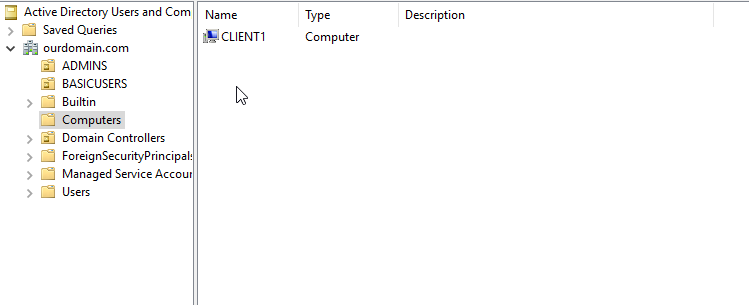 Active Directory Users and Com
Saved Queries
ourdomain.com
ADMINS
BASICUSERS
Builtin
Computers
Domain Controllers
ForeignSecurityPrincipals
Managed Service Accour
Users
Name Type Description
CLIENT1 Computer